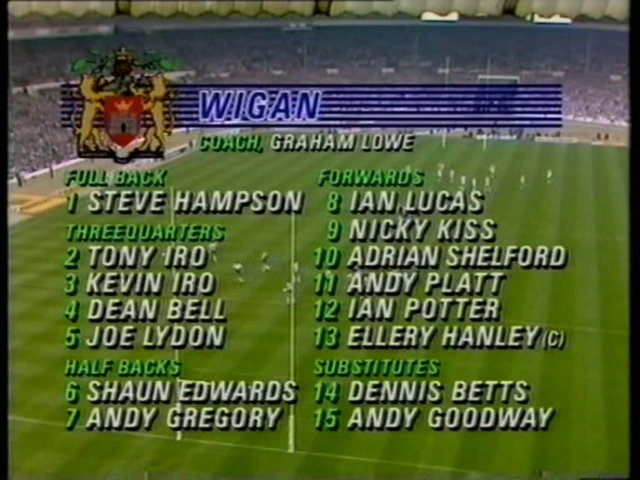 WIGAN
COACH, GRAHAM LOWE
FULL BACK
1 STEVE HAMPSON
THREEQUARTERS
2 TONY IRO
3 KEVIN IRO
4 DEAN BELL
5 JOE LYDON
HALF BACKS
6 SHAUN EDWARDS
7 ANDY GREGORY
FORWARDS
8 IAN LUCAS
9 NICKY KISS
10 ADRIAN SHELFORD
11 ANDY PLATT
12 IAN POTTER
13 ELLERY HANLEY (C)
SUBSTITUTES
14 DENNIS BETTS
15 ANDY GOODWAY